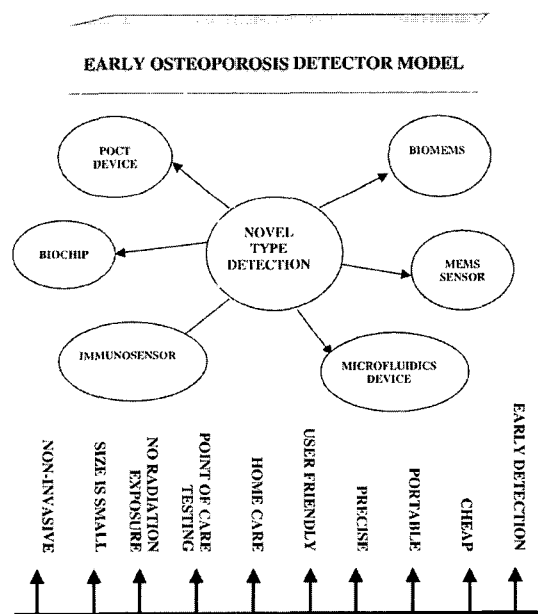 EARLY OSTEOPOROSIS DETECTOR MODEL
POCT
DEVICE
BIOMEMS
NOVEL
TYPE
DETECTION
BIOCHIP
MEMS
SENSOR
IMMUNOSENSOR
MICROFLUIDICS
DEVICE
NON-INVASIVE
SIZE IS SMALL
NO RADIATION
EXPOSURE
POINT OF CARE
TESTING
HOME CARE
USER FRIENDLY
PRECISE
PORTABLE
CHEAP
EARLY DETECTION